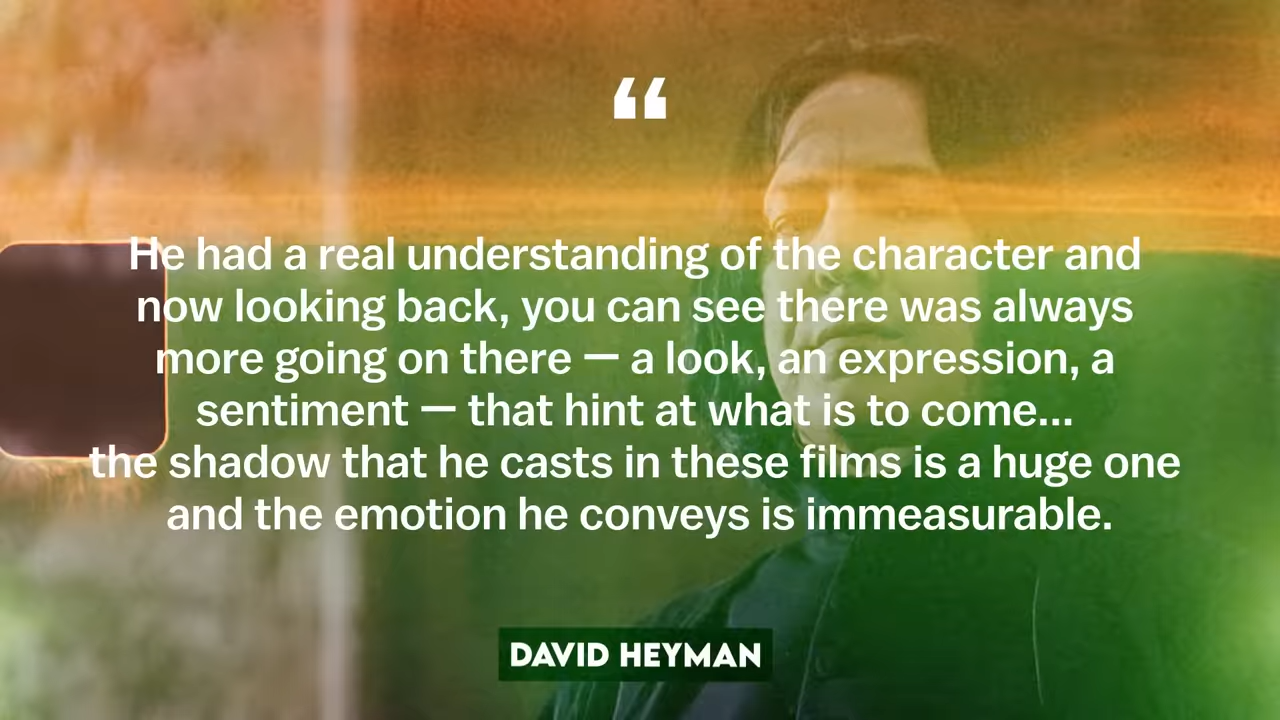 “
He had a real understanding of the character and
now looking back, you can see there was always
more going on there — a look, an expression, a
sentiment — that hint at what is to come...
the shadow that he casts in these films is a huge one
and the emotion he conveys is immeasurable.
DAVID HEYMAN